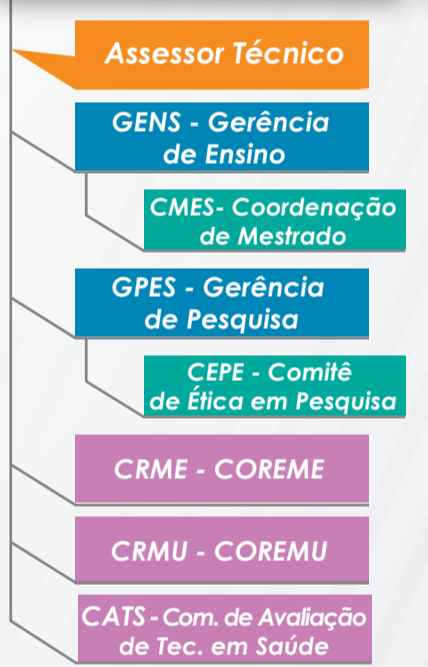 Assessor Técnico
GENS - Gerência
de Ensino
CMES- Coordenação
de Mestrado
GPES - Gerência
de Pesquisa
CEPE - Comitê
de Ética em Pesquisa
CRME - COREME
CRMU - COREMU
CATS - Com. de Avaliação
de Tec. em Saúde